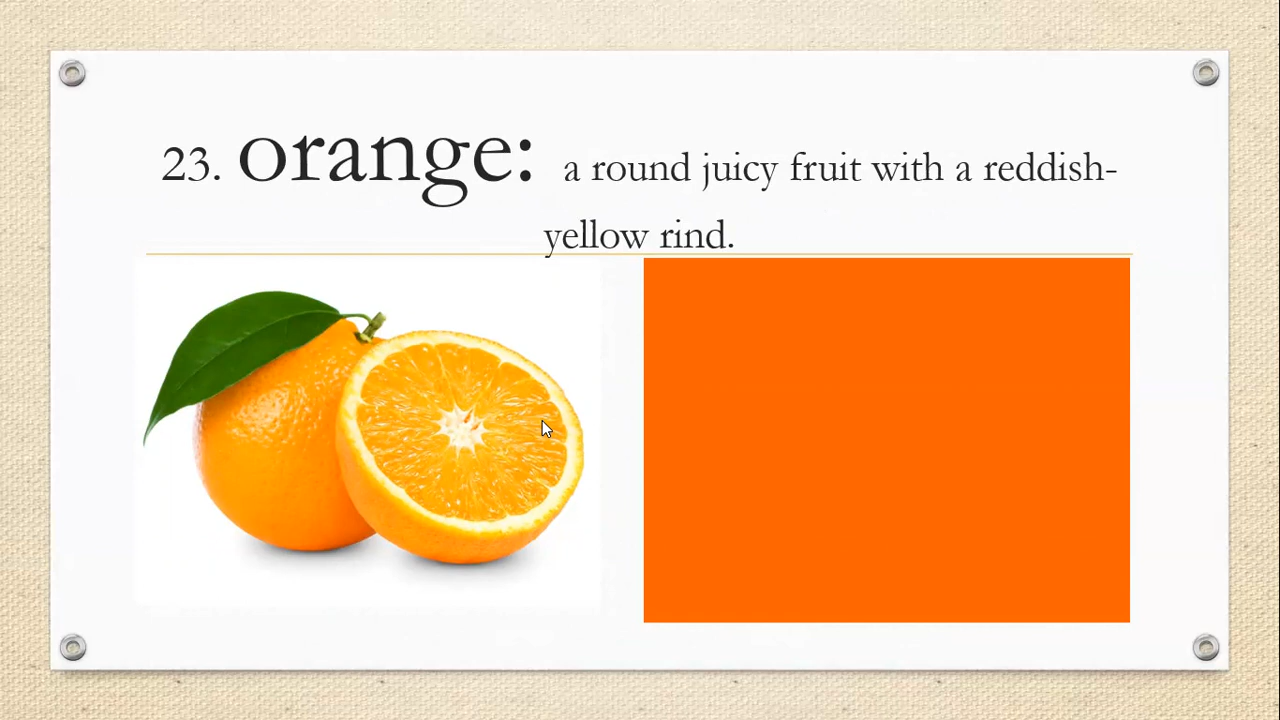 23. orange: a round juicy fruit with a reddish-
yellow rind.